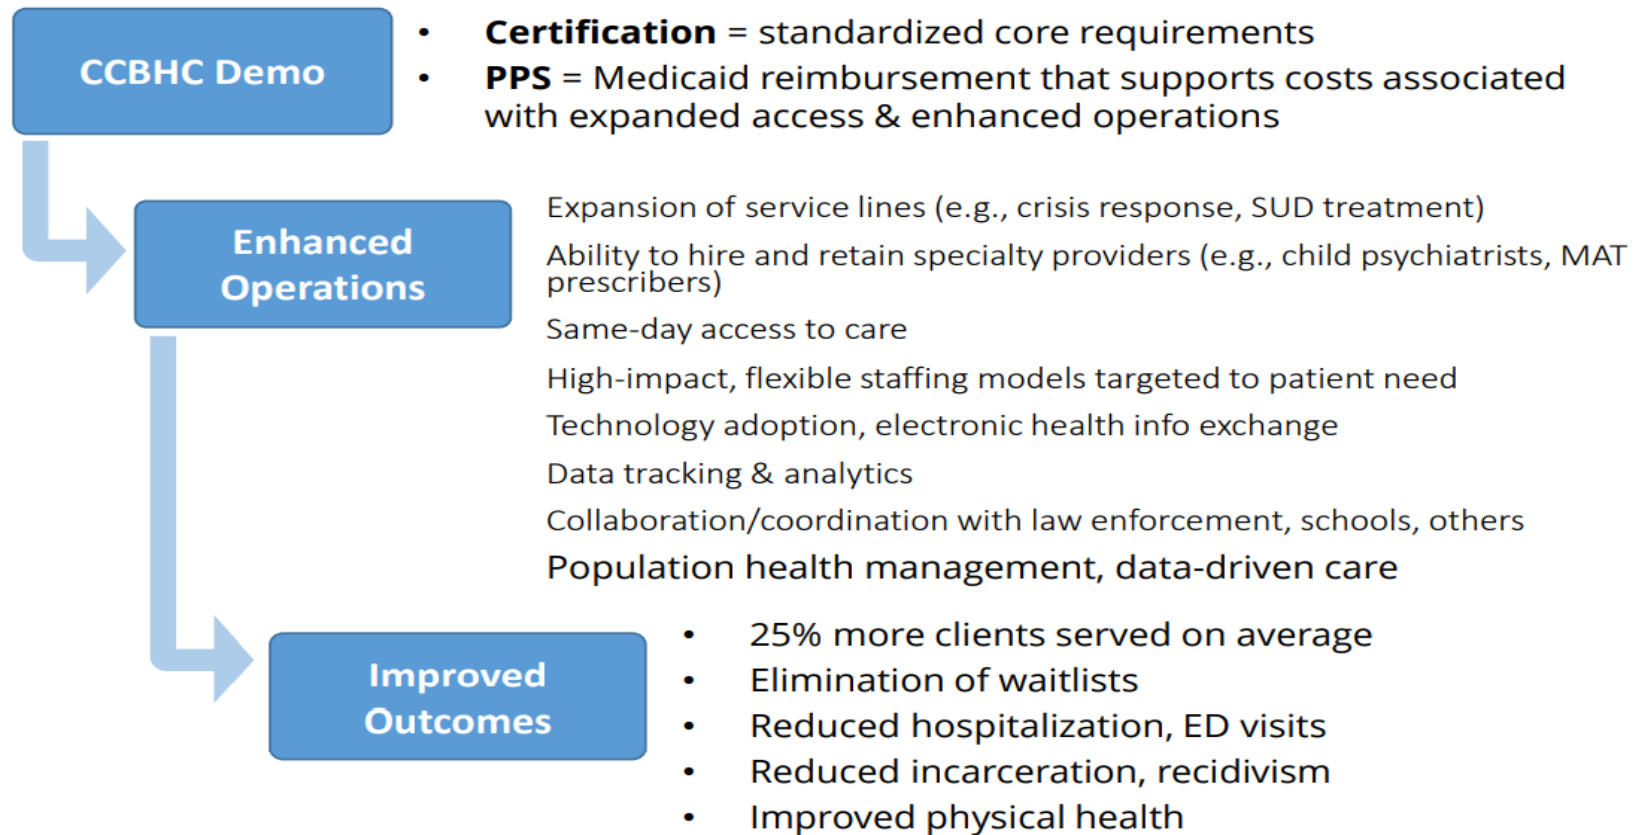 CCBHC Demo
• Certification = standardized core requirements
• PPS = Medicaid reimbursement that supports costs associated
with expanded access & enhanced operations
Enhanced
Operations
Expansion of service lines (e.g., crisis response, SUD treatment)
Ability to hire and retain specialty providers (e.g., child psychiatrists, MAT
prescribers)
Same-day access to care
High-impact, flexible staffing models targeted to patient need
Technology adoption, electronic health info exchange
Data tracking & analytics
Collaboration/coordination with law enforcement, schools, others
Population health management, data-driven care
Improved
Outcomes
• 25% more clients served on average
• Elimination of waitlists
• Reduced hospitalization, ED visits
• Reduced incarceration, recidivism
• Improved physical health